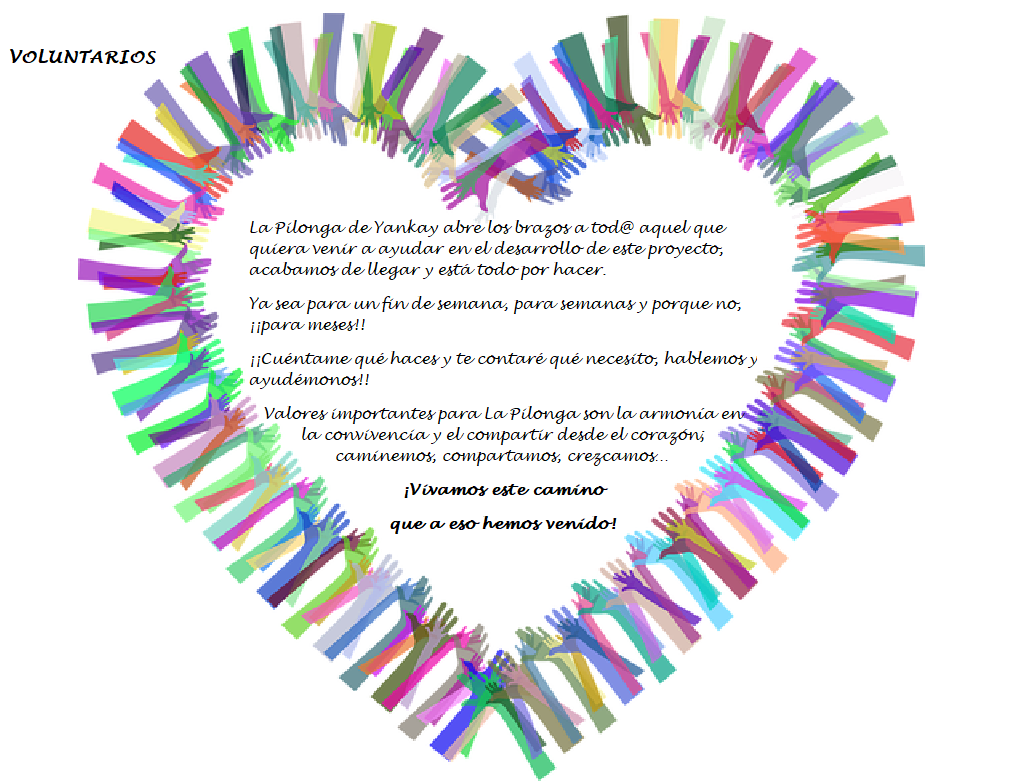 VOLUNTARIOS
La Pilonga de Yankay abre los brazos a tod@ aquel que
quiera venir a ayudar en el desarrollo de este proyecto,
acabamos de llegar y está todo por hacer.
Ya sea para un fin de semana, para semanas y porque no,
¡¡para meses!!
¡¡Cuéntame qué haces y te contaré qué necesito, hablemos y
ayudémonos!!
Valores importantes para La Pilonga son la armonía en
la convivencia y el compartir desde el corazón;
caminemos, compartamos, crezcamos...
¡Vivamos este camino
que a eso hemos venido!